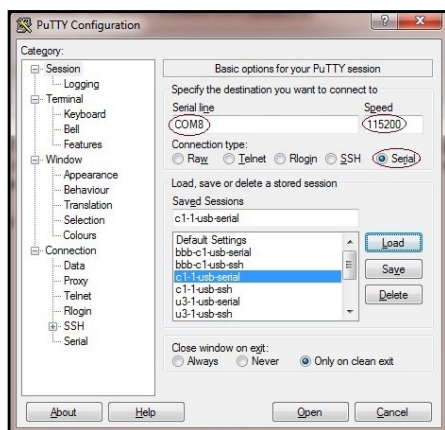 PuTTY Configuration
Category:
Session
Logging
Terminal
Keyboard
Bell
Features
Window
Appearance
Behaviour
Translation
Selection
Colours
Connection
Data
Proxy
Telnet
Rlogin
SSH
Serial
Basic options for your PuTTY session
Specify the destination you want to connect to
Serial line Speed
COM8 115200
Connection type:
Raw Telnet Rlogin SSH Serial
Load, save or delete a stored session
Saved Sessions
c1-1-usb-serial
Default Settings
bbb-c1-usb-serial
bbb-c1-usb-ssh
c1-1-usb-serial
c1-1-usb-ssh
u3-1-usb-serial
u3-1-usb-ssh
Load
Save
Delete
Close window on exit:
Always Never Only on clean exit
About Help Open Cancel